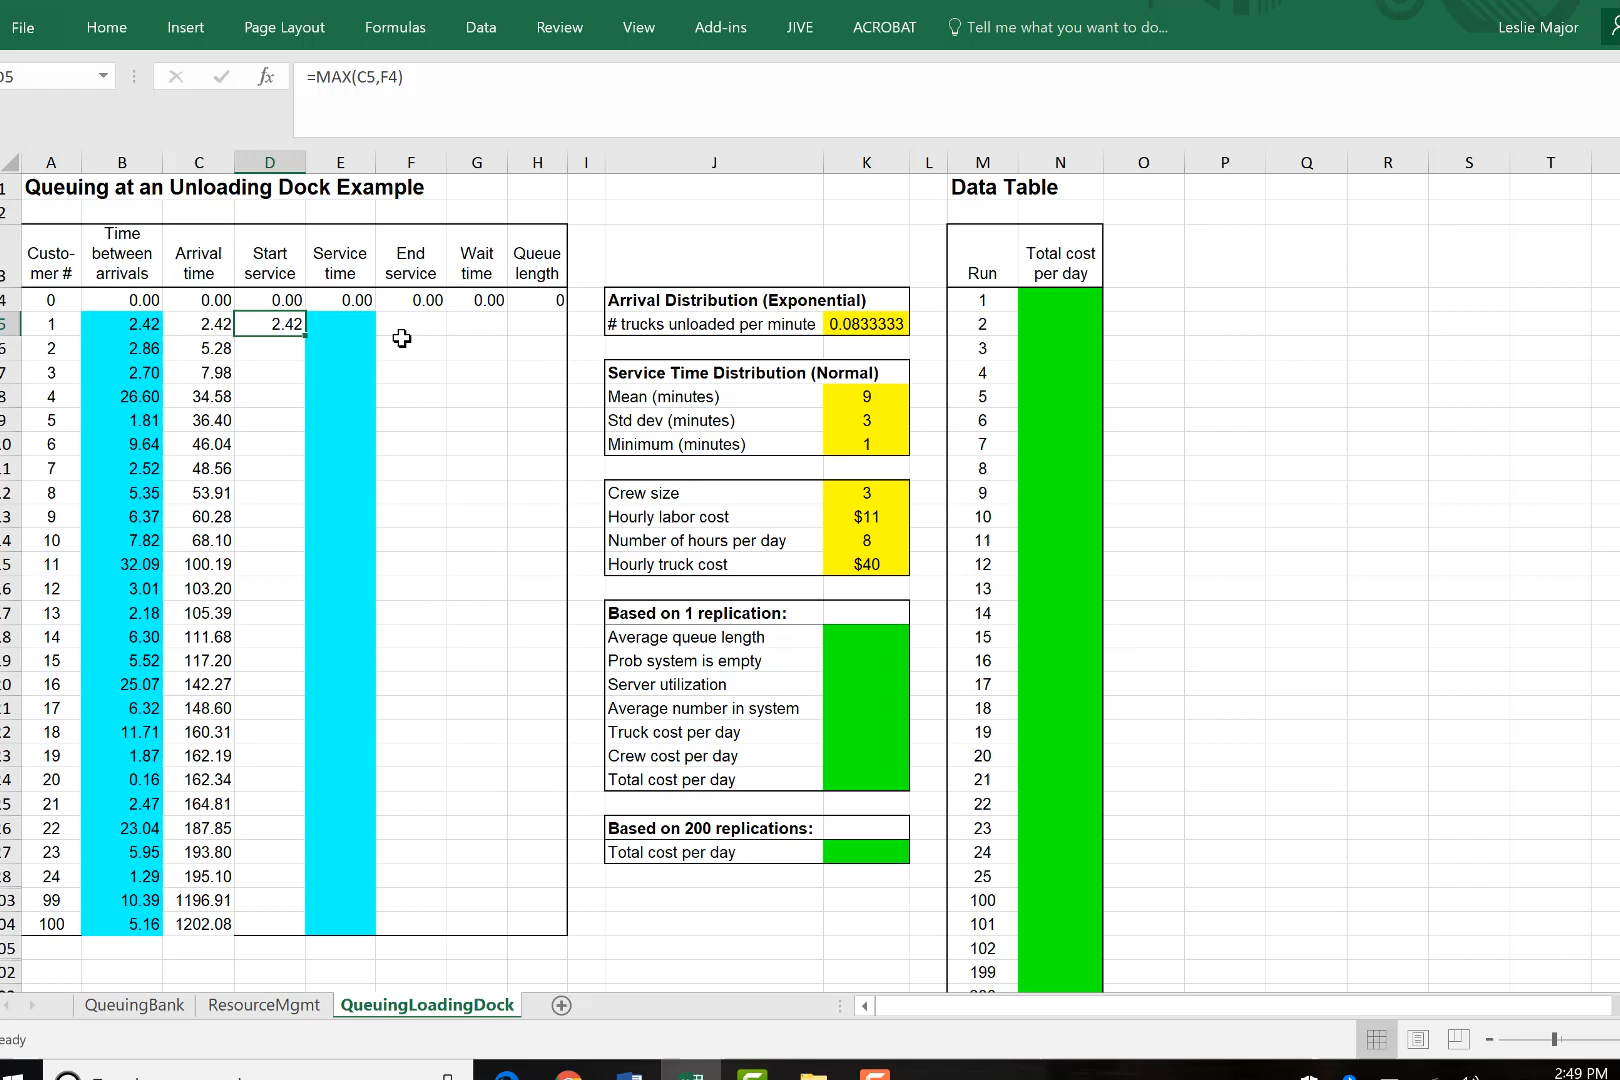 File Home Insert Page Layout Formulas Data Review View Add-ins JIVE ACROBAT Tell me what you want to do... Leslie Major
fx =MAX(C5,F4)
A B C D E F G H I J K L M N O P Q R S T
Queuing at an Unloading Dock Example
Data Table
Custo-
mer #
Time
between
arrivals
Arrival
time
Start
service
Service
time
End
service
Wait
time
Queue
length
Run
Total cost
per day
0 0.00 0.00 0.00 0.00 0.00 0.00 0 Arrival Distribution (Exponential) 1
1 2.42 2.42 2.42 # trucks unloaded per minute 0.0833333 2
2 2.86 5.28 3
3 2.70 7.98 Service Time Distribution (Normal) 4
4 26.60 34.58 Mean (minutes) 9 5
5 1.81 36.40 Std dev (minutes) 3 6
6 9.64 46.04 Minimum (minutes) 1 7
7 2.52 48.56 8
8 5.35 53.91 Crew size 3 9
9 6.37 60.28 Hourly labor cost $11 10
10 7.82 68.10 Number of hours per day 8 11
11 32.09 100.19 Hourly truck cost $40 12
12 3.01 103.20 13
13 2.18 105.39 Based on 1 replication: 14
14 6.30 111.68 Average queue length 15
15 5.52 117.20 Prob system is empty 16
16 25.07 142.27 Server utilization 17
17 6.32 148.60 Average number in system 18
18 11.71 160.31 Truck cost per day 19
19 1.87 162.19 Crew cost per day 20
20 0.16 162.34 Total cost per day 21
21 2.47 164.81 22
22 23.04 187.85 Based on 200 replications: 23
23 5.95 193.80 Total cost per day 24
24 1.29 195.10 25
99 10.39 1196.91 100
100 5.16 1202.08 101
102
199
QueuingBank ResourceMgmt QueuingLoadingDock
2:49 PM